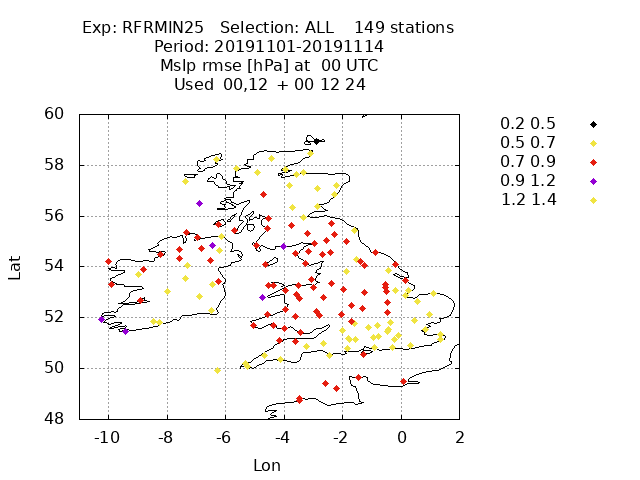 Exp: RFRMIN25 Selection: ALL 149 stations
Period: 20191101-20191114
Mslp rmse [hPa] at 00 UTC
Used 00,12 + 00 12 24
60
58
56
54
52
50
48
Lat
-10 -8 -6 -4 -2 0 2
Lon
0.2 0.5
0.5 0.7
0.7 0.9
0.9 1.2
1.2 1.4